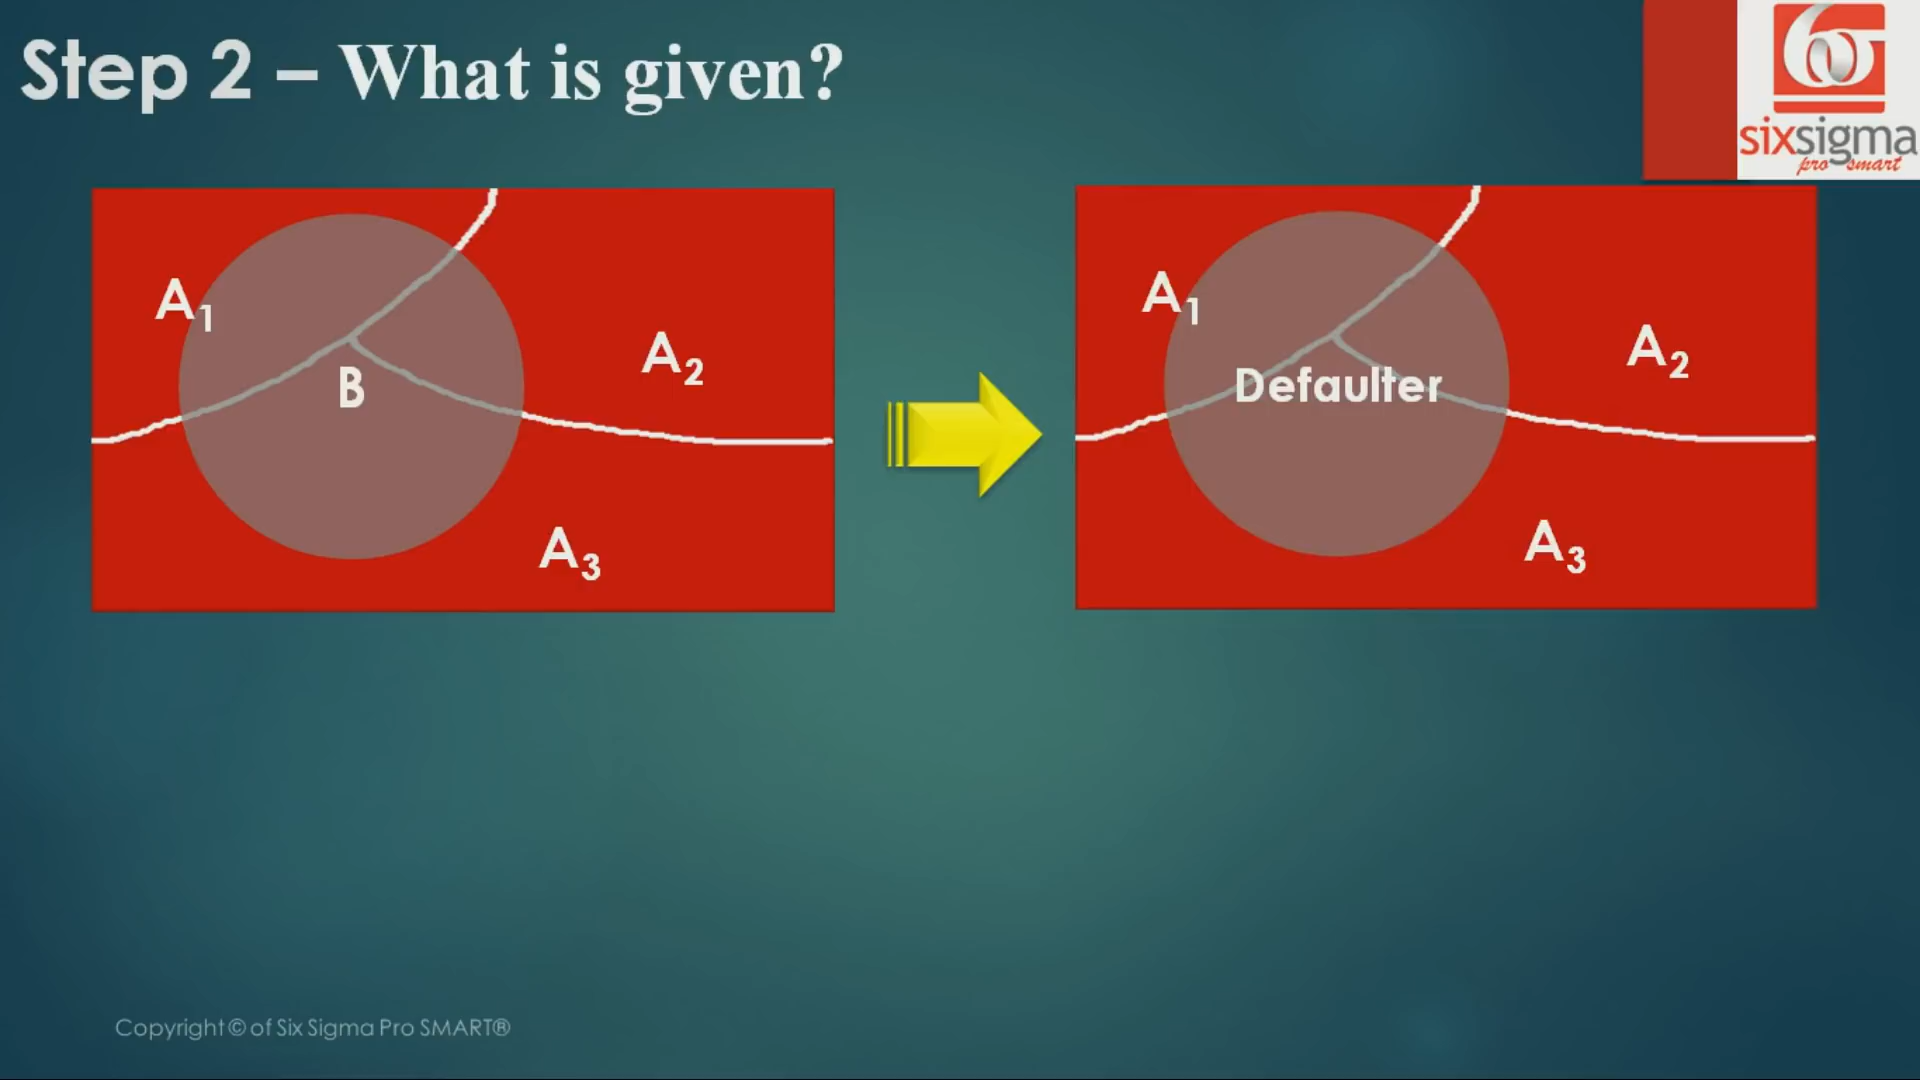 Step 2 – What is given?
6σ
sixsigma
pro smart
A1
A2
B
A3
A1
A2
Defaulter
A3
Copyright © of Six Sigma Pro SMART®